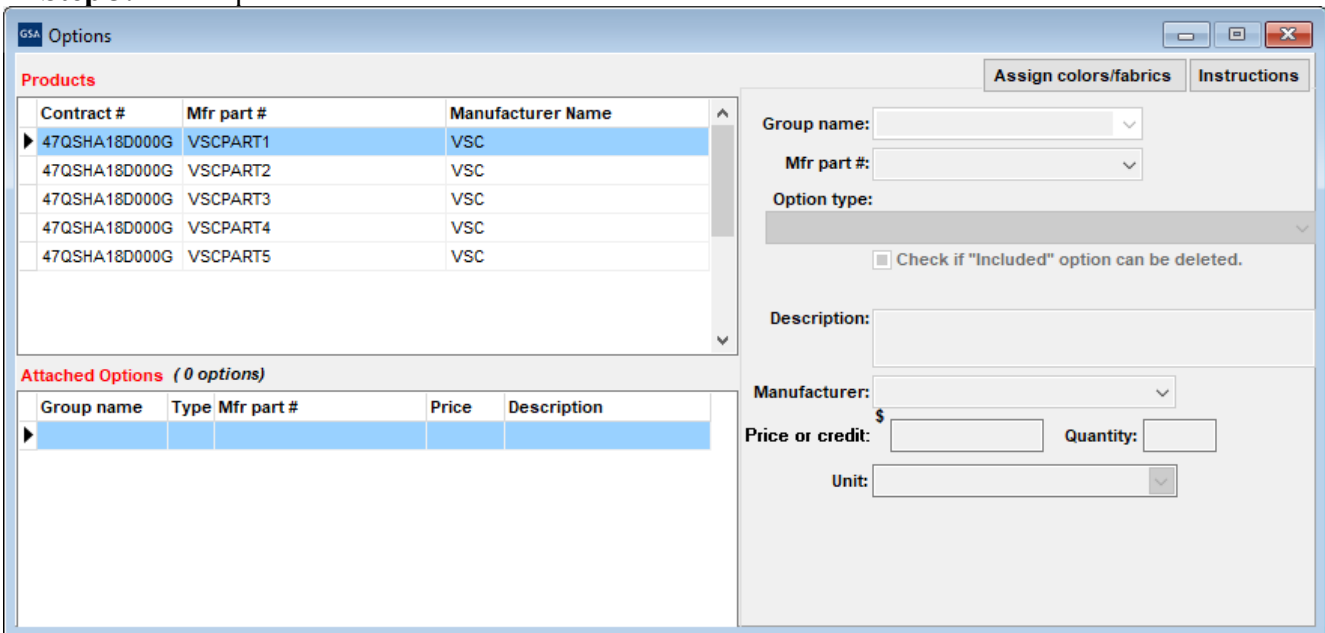 GSA Options
Products
Assign colors/fabrics Instructions
Contract # Mfr part # Manufacturer Name
47QSHA18D000G VSCPART1 VSC
47QSHA18D000G VSCPART2 VSC
47QSHA18D000G VSCPART3 VSC
47QSHA18D000G VSCPART4 VSC
47QSHA18D000G VSCPART5 VSC
Attached Options ( 0 options)
Group name Type Mfr part # Price Description
Group name:
Mfr part #:
Option type:
Check if "Included" option can be deleted.
Description:
Manufacturer:
$
Price or credit: Quantity:
Unit: